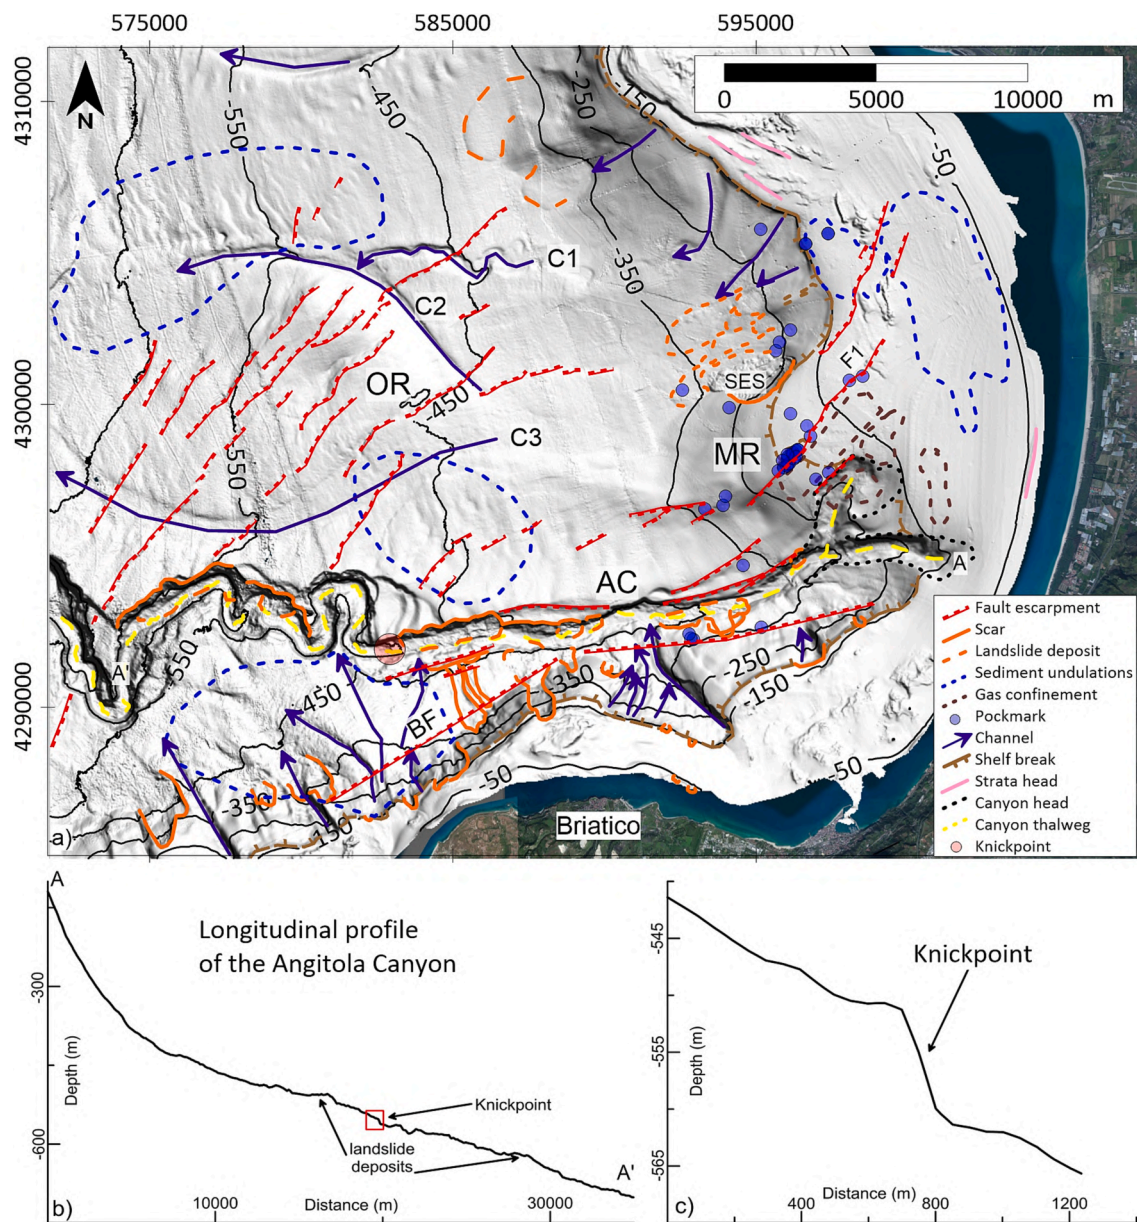 575000
585000
595000
4310000
4300000
4290000
N
0
5000
10000
m
-550
-450
-250
-150
-50
-350
C1
C2
OR
-450
C3
-550
F1
SES
MR
AC
A
A'
-550
-450
BF
-350
-350
-150
-250
-150
-50
-50
Briatico
a)
Fault escarpment
Scar
Landslide deposit
Sediment undulations
Gas confinement
Pockmark
Channel
Shelf break
Strata head
Canyon head
Canyon thalweg
Knickpoint
A
Longitudinal profile
of the Angitola Canyon
-300
Depth (m)
-600
Knickpoint
landslide
deposits
A'
b)
10000
Distance (m)
30000
-545
Knickpoint
Depth (m)
-555
-565
c)
400
Distance (m)
800
1200